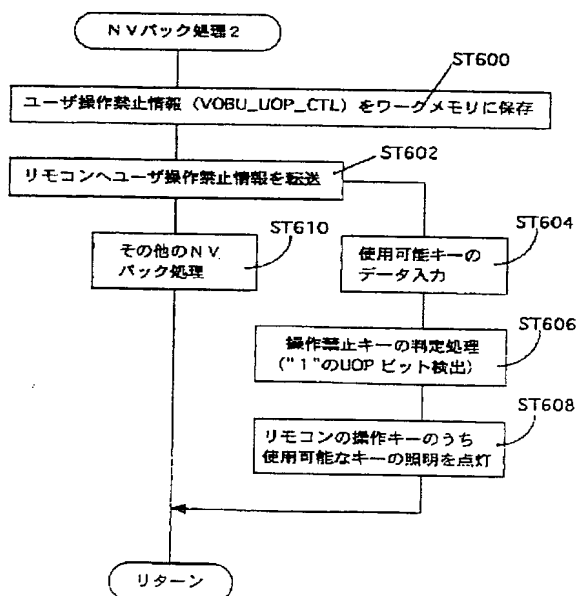 NVパック処理2
ST600
ユーザ操作禁止情報（VOBU_UOP_CTL）をワークメモリに保存
ST602
リモコンへユーザ操作禁止情報を転送
ST610
その他のNV
パック処理
ST604
使用可能キーの
データ入力
ST606
操作禁止キーの判定処理
("1"のUOP ビット検出)
ST608
リモコンの操作キーのうち
使用可能なキーの照明を点灯
リターン